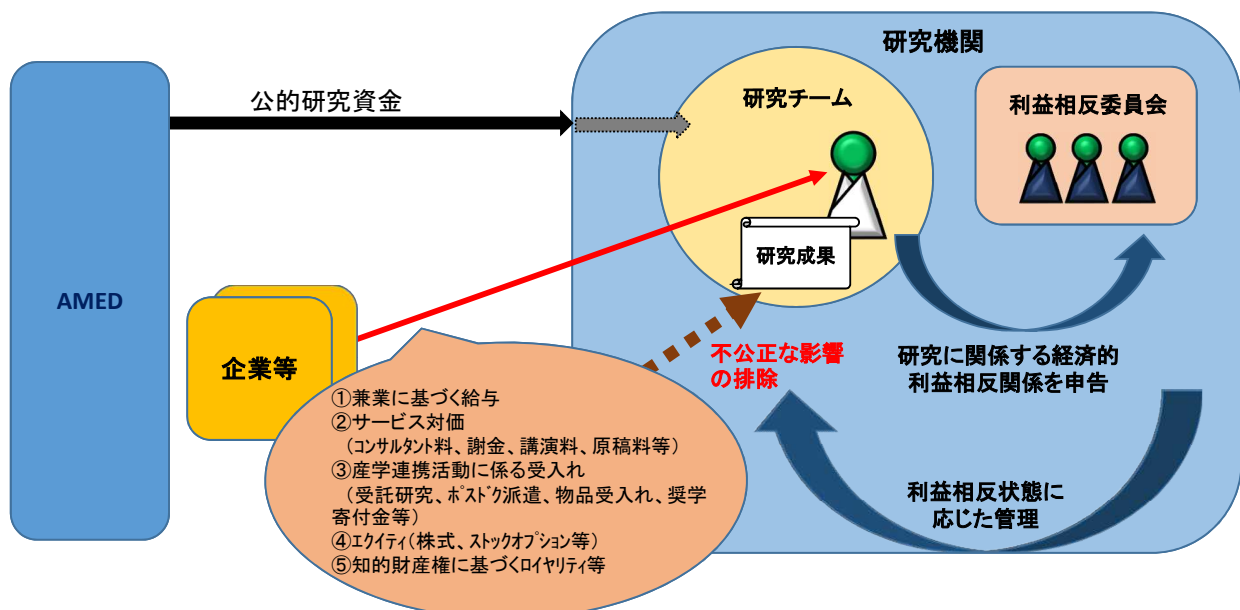 研究機関
公的研究資金
研究チーム
利益相反委員会
研究成果
AMED
企業等
不公正な影響
の排除
研究に関係する経済的
利益相反関係を申告
①兼業に基づく給与
②サービス対価
(コンサルタント料、謝金、講演料、原稿料等)
③産学連携活動に係る受入れ
(受託研究、ポスドク派遣、物品受入れ、奨学
寄付金等)
④エクイティ(株式、ストックオプション等)
⑤知的財産権に基づくロイヤリティ等
利益相反状態に
応じた管理